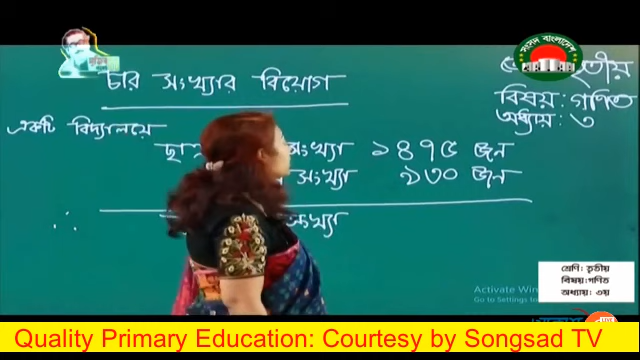 সংসদ বাংলাদেশ
চার সংখ্যার বিয়োগ
তৃতীয়
বিষয়: গণিত
অধ্যায়: ৩
একটি বিদ্যালয়ে
সংখ্যা ১৪৭৫ জন
সংখ্যা ৯৩০ জন
∴ সংখ্যা
শ্রেণি: তৃতীয়
বিষয়:গণিত
অধ্যায়: ৩য়
Activate Win
Go to Settings
LIVE
Quality Primary Education: Courtesy by Songsad TV